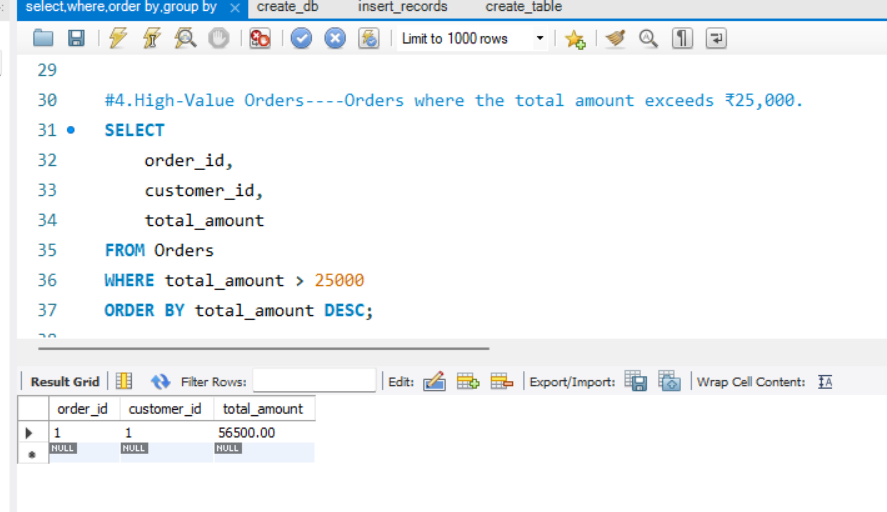 select,where,order by,group by × create_db insert_records create_table
Limit to 1000 rows
29
30 #4.High-Value Orders----Orders where the total amount exceeds ₹25,000.
31 SELECT
32 order_id,
33 customer_id,
34 total_amount
35 FROM Orders
36 WHERE total_amount > 25000
37 ORDER BY total_amount DESC;
Result Grid Filter Rows: Edit: Export/Import: Wrap Cell Content: IA
order_id customer_id total_amount
1 1 56500.00
NULL NULL NULL